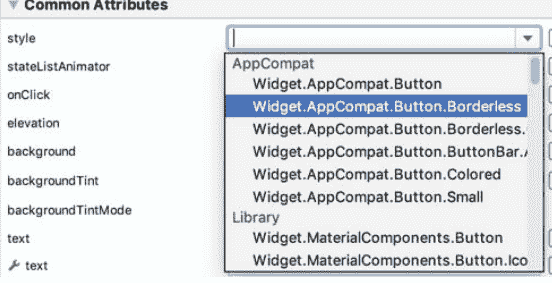 Common Attributes
style
AppCompat
stateListAnimator
Widget.AppCompat.Button
onClick
Widget.AppCompat.Button.Borderless
elevation
Widget.AppCompat.Button.Borderless.
background
Widget.AppCompat.Button.ButtonBar.
backgroundTint
Widget.AppCompat.Button.Colored
backgroundTintMode
Widget.AppCompat.Button.Small
Library
text
Widget.MaterialComponents.Button
text
Widget.MaterialComponents.Button.Ico